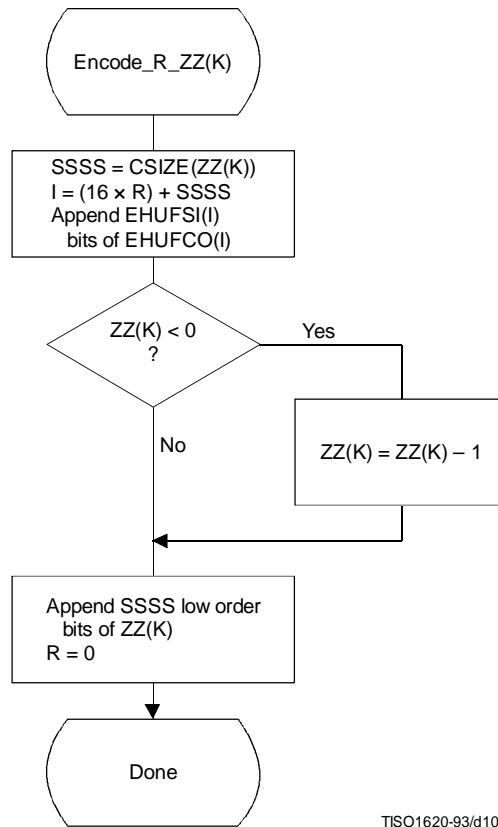 Encode_R_ZZ(K)
SSSS = CSIZE(ZZ(K))
I = (16 × R) + SSSS
Append EHUFSI(I)
bits of EHUFCO(I)
ZZ(K) < 0
?
Yes
No
ZZ(K) = ZZ(K) – 1
Append SSSS low order
bits of ZZ(K)
R = 0
Done
TISO1620-93/d10